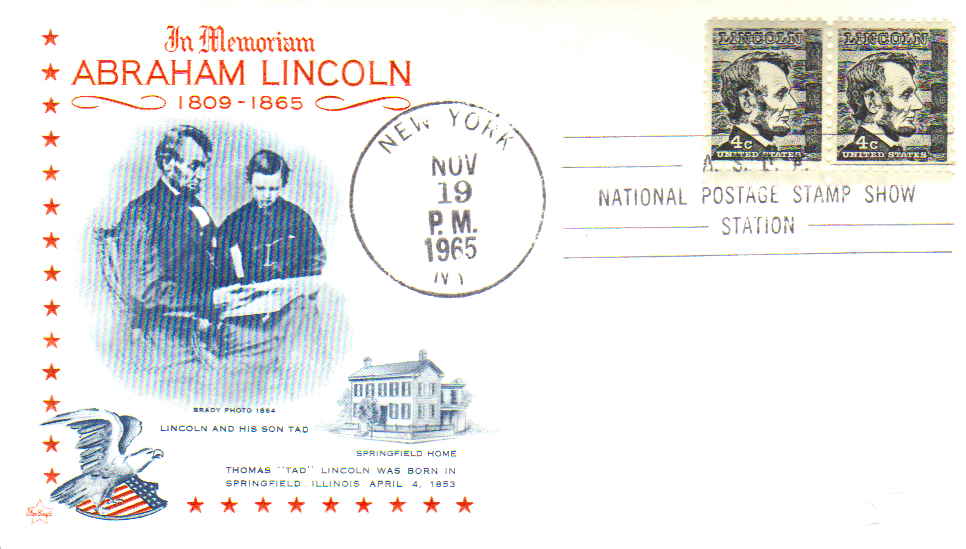 In Memoriam
ABRAHAM LINCOLN
1809-1865
BRADY PHOTO 1864
LINCOLN AND HIS SON TAD
SPRINGFIELD HOME
THOMAS "TAD" LINCOLN WAS BORN IN
SPRINGFIELD ILLINOIS APRIL 4, 1853
NEW YORK
NOV
19
P.M.
1965
LINCOLN
4c
UNITED STATES
LINCOLN
4c
UNITED STATES
NATIONAL POSTAGE STAMP SHOW
STATION